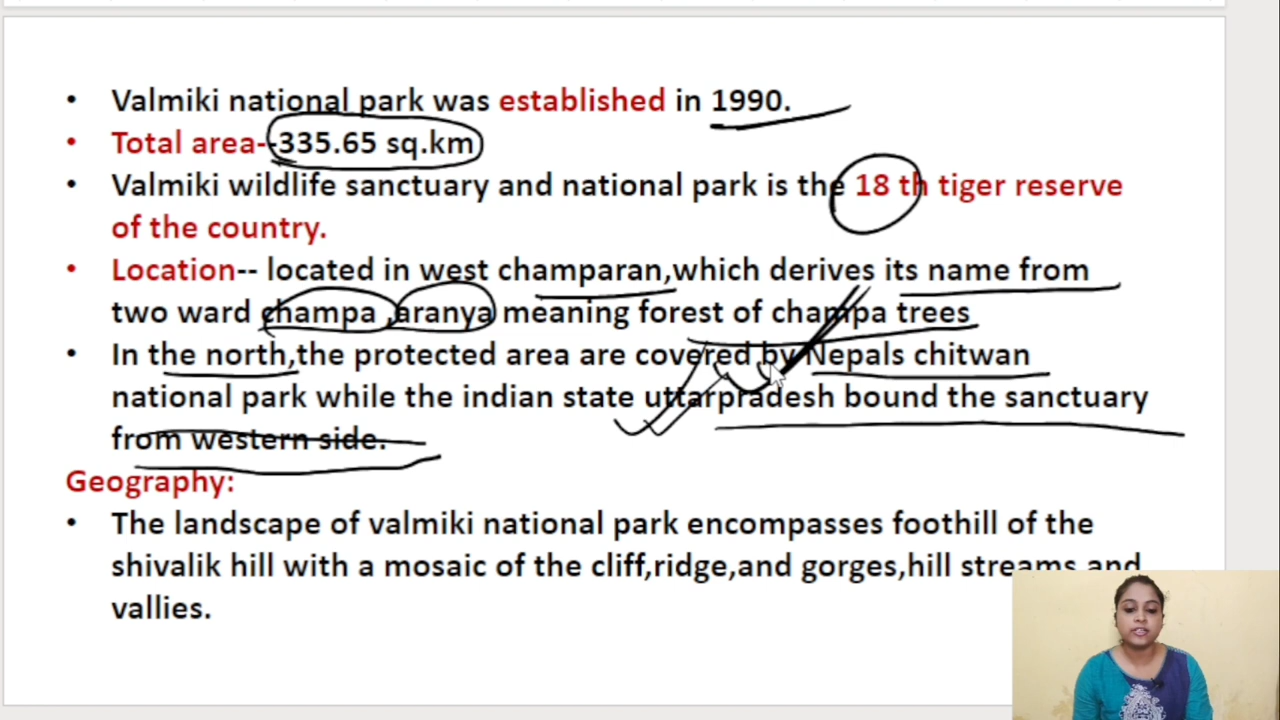 • Valmiki national park was established in 1990.
• Total area--335.65 sq.km
• Valmiki wildlife sanctuary and national park is the 18 th tiger reserve
of the country.
• Location-- located in west champaran,which derives its name from
two ward champa ,aranya meaning forest of champa trees
• In the north,the protected area are covered by Nepals chitwan
national park while the indian state uttarpradesh bound the sanctuary
from western side.
Geography:
• The landscape of valmiki national park encompasses foothill of the
shivalik hill with a mosaic of the cliff,ridge,and gorges,hill streams and
vallies.